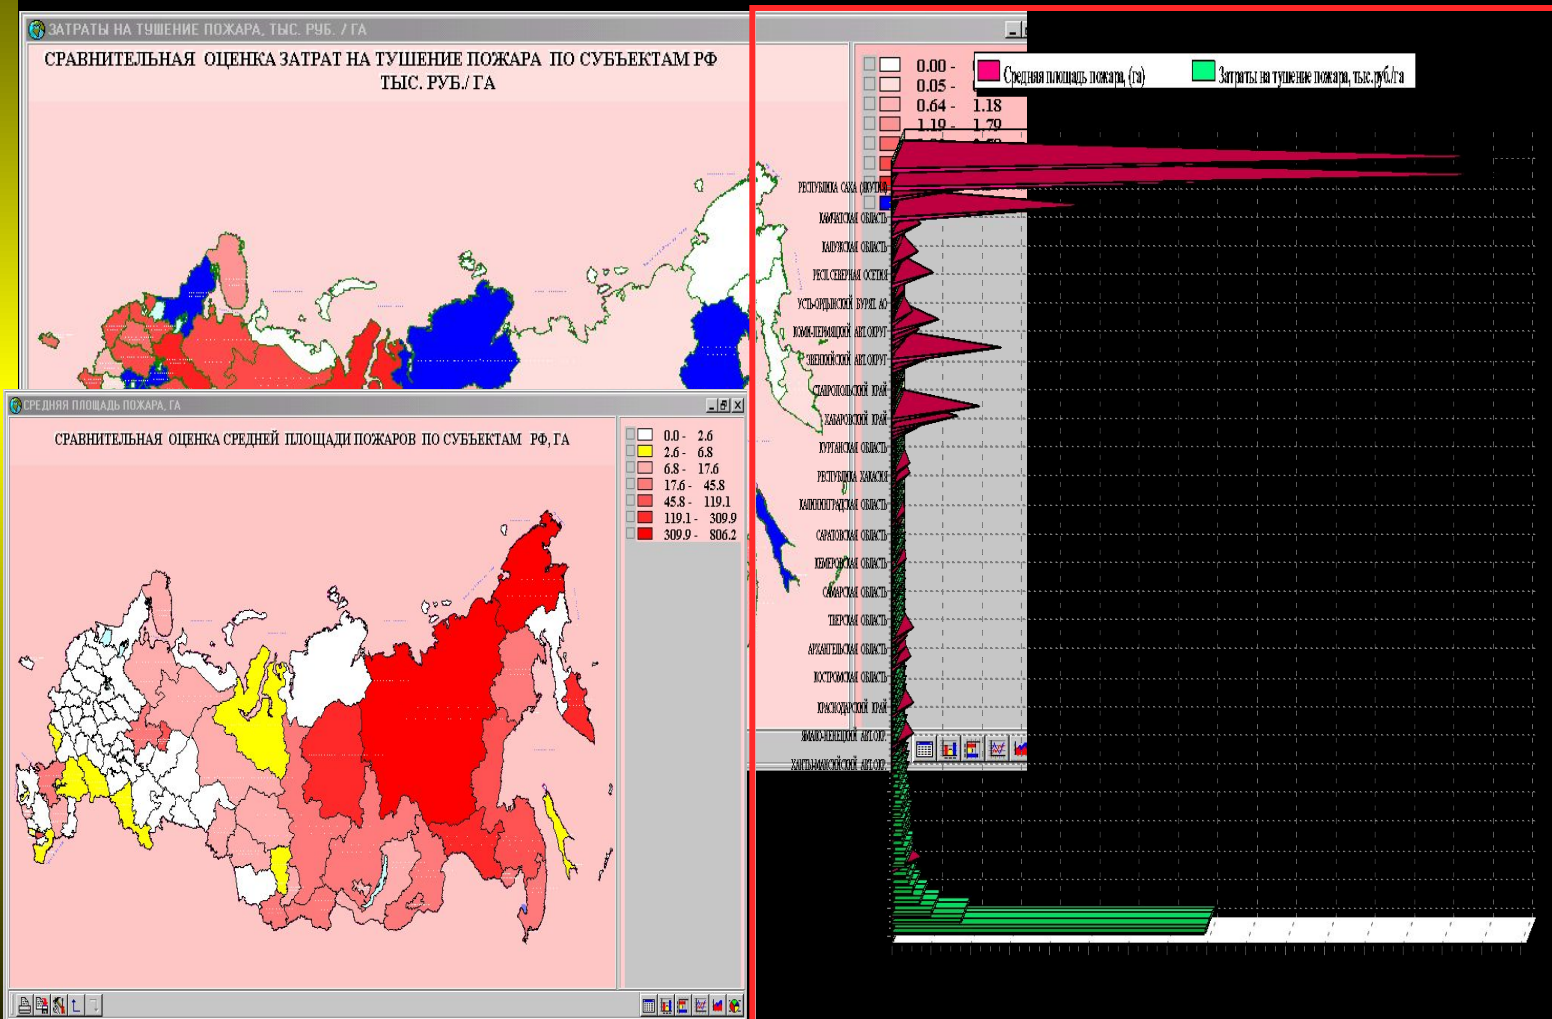 ЗАТРАТЫ НА ТУШЕНИЕ ПОЖАРА, ТЫС. РУБ. / ГА
СРАВНИТЕЛЬНАЯ ОЦЕНКА ЗАТРАТ НА ТУШЕНИЕ ПОЖАРА ПО СУБЪЕКТАМ РФ
ТЫС. РУБ./ ГА
0.00 -
0.05 -
0.64 - 1.18
1.19 - 1.79
Средняя площадь пожара, (га)
Затраты на тушение пожара, тыс.руб./га
РЕСПУБЛИКА САХА (ЯКУТИЯ)
КАМЧАТСКАЯ ОБЛАСТЬ
КАЛУЖСКАЯ ОБЛАСТЬ
РЕСП.СЕВЕРНАЯ ОСЕТИЯ
УСТЬ-ОРДЫНСКИЙ БУРЯТ. АО
КОМИ-ПЕРМЯЦКИЙ АВТ.ОКРУГ
ЭВЕНКИЙСКИЙ АВТ.ОКРУГ
СТАВРОПОЛЬСКИЙ КРАЙ
ХАБАРОВСКИЙ КРАЙ
КУРГАНСКАЯ ОБЛАСТЬ
РЕСПУБЛИКА ХАКАСИЯ
КАЛИНИНГРАДСКАЯ ОБЛАСТЬ
САРАТОВСКАЯ ОБЛАСТЬ
КЕМЕРОВСКАЯ ОБЛАСТЬ
САМАРСКАЯ ОБЛАСТЬ
ТВЕРСКАЯ ОБЛАСТЬ
АРХАНГЕЛЬСКАЯ ОБЛАСТЬ
КОСТРОМСКАЯ ОБЛАСТЬ
КРАСНОДАРСКИЙ КРАЙ
ЯМАЛО-НЕНЕЦКИЙ АВТ.ОКР.
ХАНТЫ-МАНСИЙСКИЙ АВТ.ОКР.
СРЕДНЯЯ ПЛОЩАДЬ ПОЖАРА, ГА
СРАВНИТЕЛЬНАЯ ОЦЕНКА СРЕДНЕЙ ПЛОЩАДИ ПОЖАРОВ ПО СУБЪЕКТАМ РФ, ГА
0.0 - 2.6
2.6 - 6.8
6.8 - 17.6
17.6 - 45.8
45.8 - 119.1
119.1 - 309.9
309.9 - 806.2